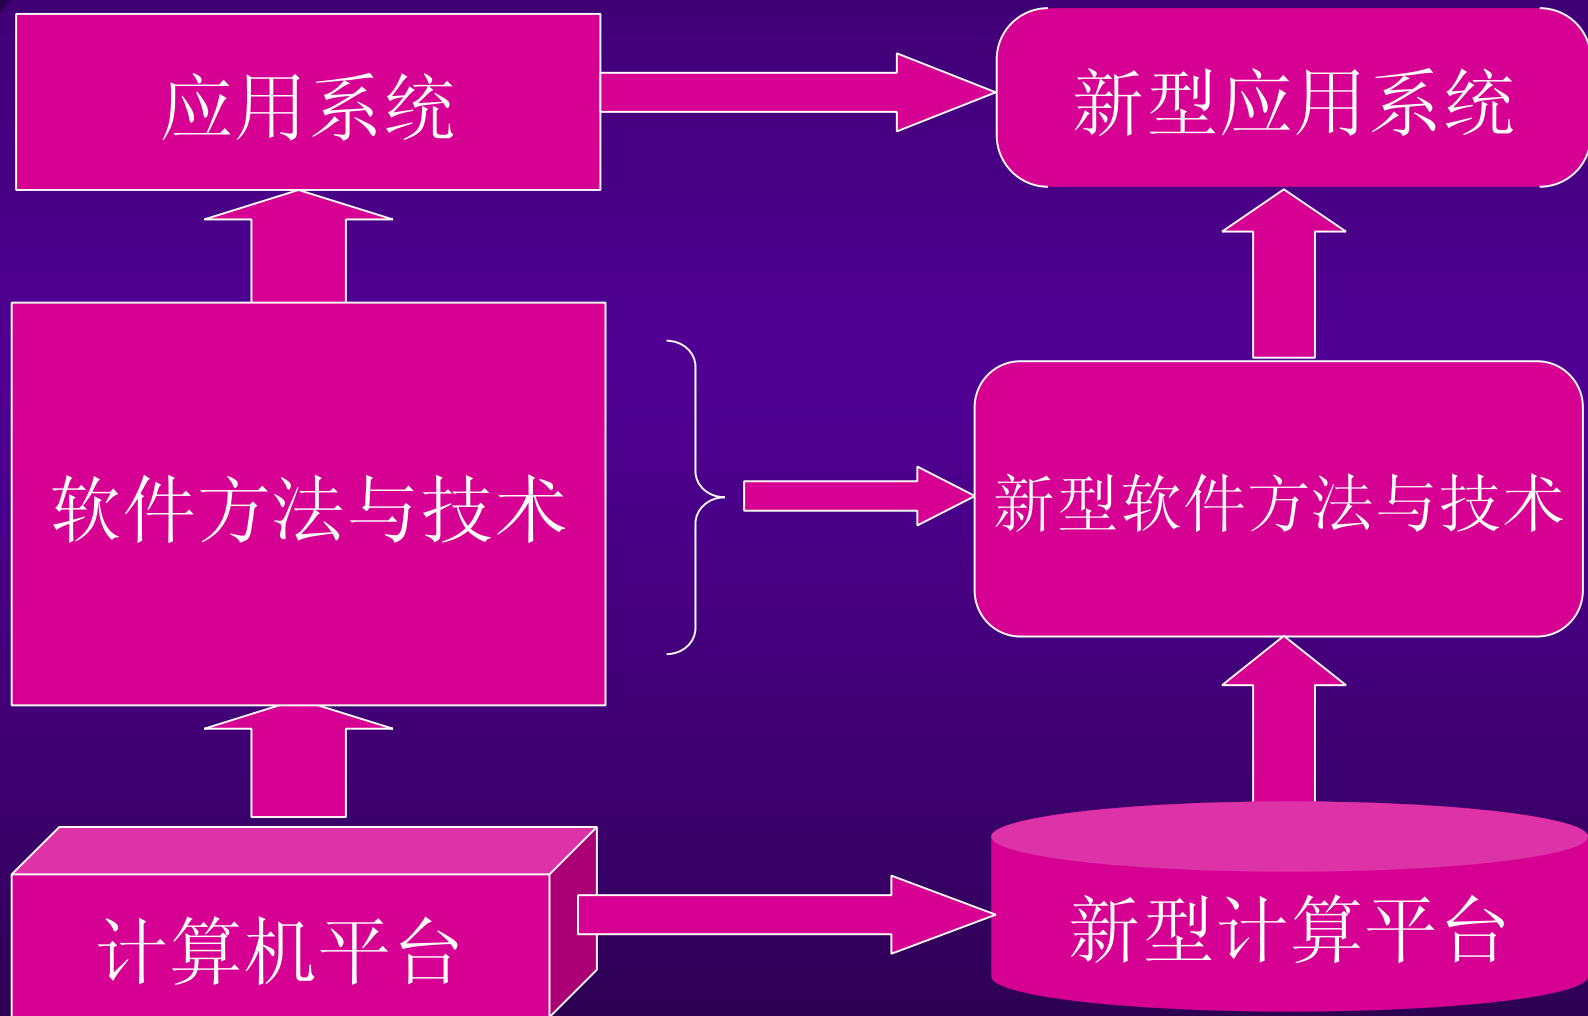 应用系统
新型应用系统
软件方法与技术
新型软件方法与技术
计算机平台
新型计算平台